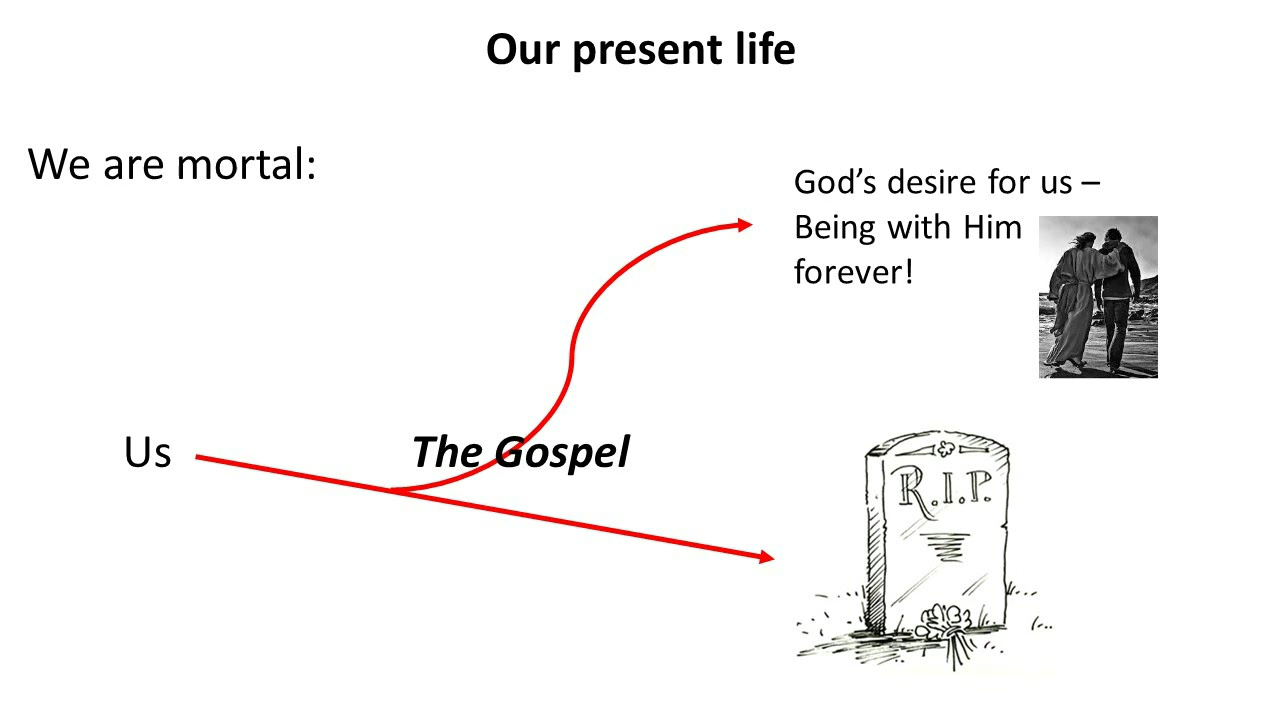 Our present life
We are mortal:
God’s desire for us –
Being with Him
forever!
Us
The Gospel
R.I.P.